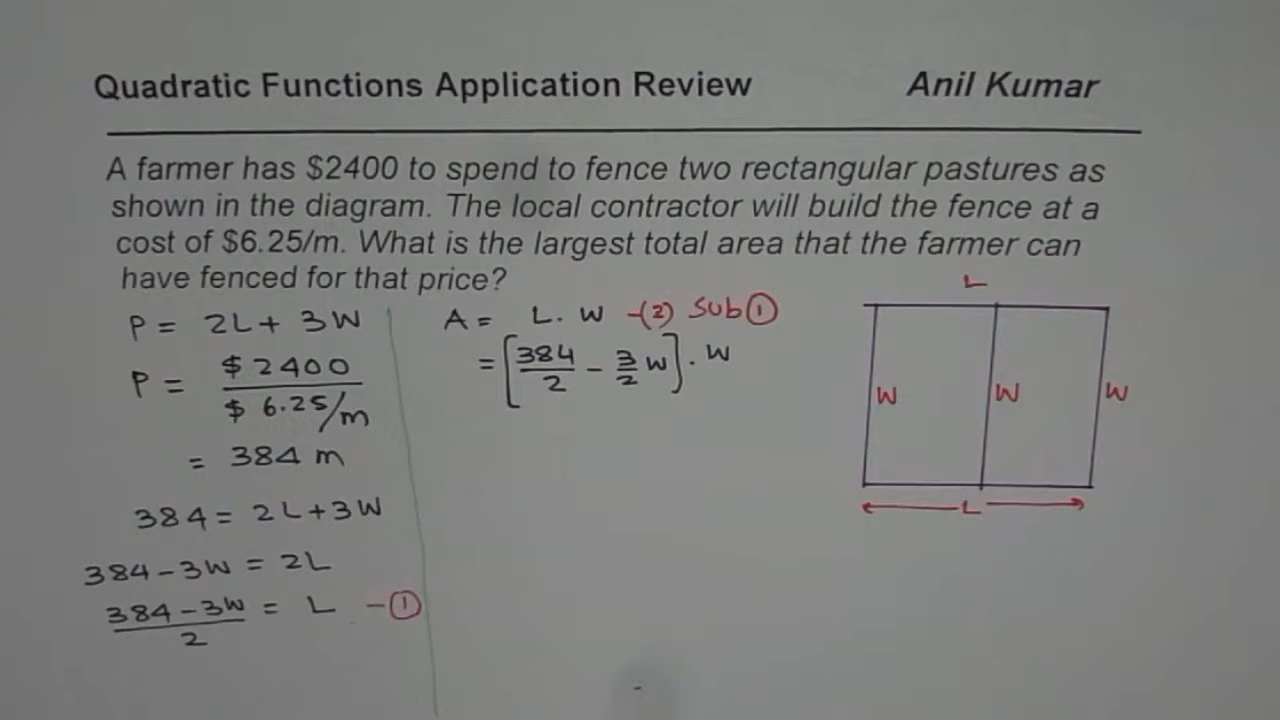 Quadratic Functions Application Review Anil Kumar
A farmer has $2400 to spend to fence two rectangular pastures as
shown in the diagram. The local contractor will build the fence at a
cost of $6.25/m. What is the largest total area that the farmer can
have fenced for that price?
P = 2L + 3W
P = $2400 / $6.25/m
= 384 m
384 = 2L + 3W
384 - 3W = 2L
384 - 3W / 2 = L - ①
A = L . W -(2) Sub ①
= [384/2 - 3/2 W] . W
L
W W W
L